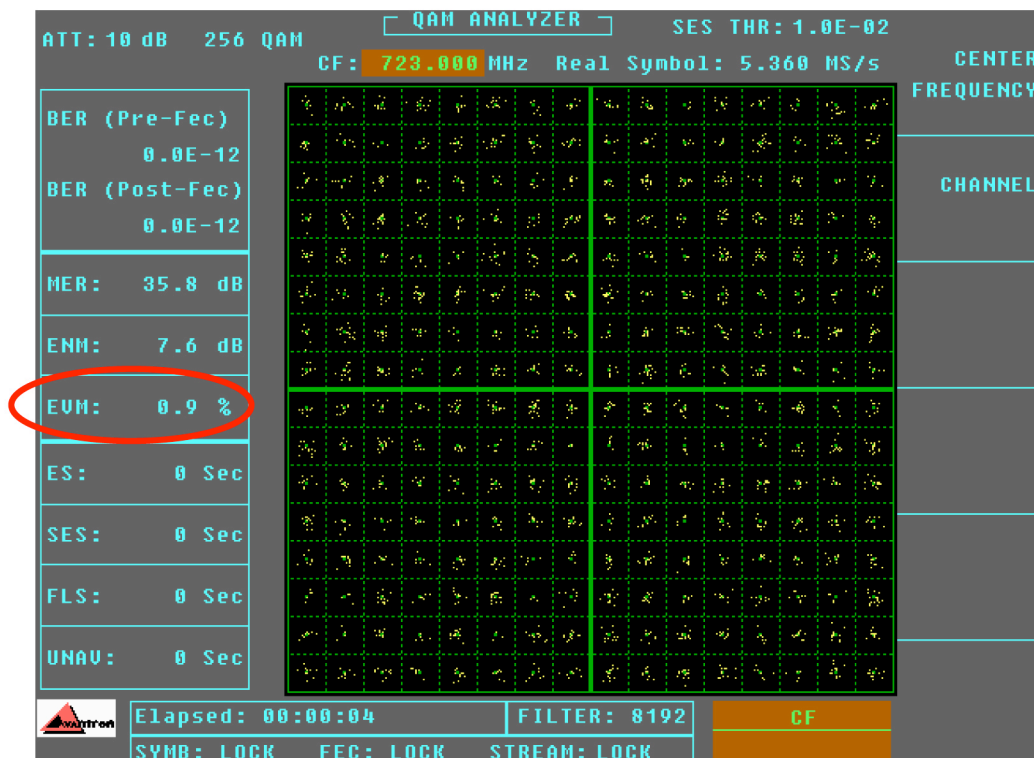 QAM ANALYZER
ATT: 10 dB 256 QAM SES THR: 1.0E-02
CF: 723.000 MHz Real Symbol: 5.360 MS/s
CENTER
FREQUENCY
CHANNEL
BER (Pre-Fec)
0.0E-12
BER (Post-Fec)
0.0E-12
MER: 35.8 dB
ENM: 7.6 dB
EVM: 0.9 %
ES: 0 Sec
SES: 0 Sec
FLS: 0 Sec
UNAV: 0 Sec
Avantron
Elapsed: 00:00:04 FILTER: 8192 CF
SYMB: LOCK FEC: LOCK STREAM: LOCK